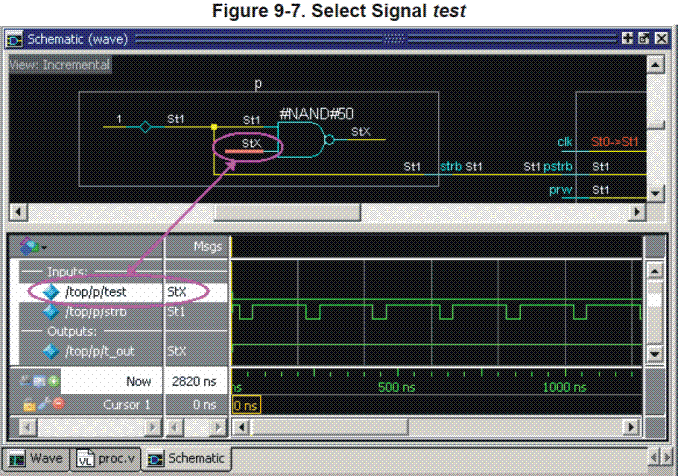 Figure 9-7. Select Signal test
Schematic (wave)
View: Incremental
p
1
St1
St1
#NAND#50
StX
StX
clk
St0->St1
St1
strb St1
St1 pstrb
St1
prw
St1
Msgs
Inputs:
/top/p/test
StX
/top/p/strb
St1
Outputs:
/top/p/t_out
StX
Now
2820 ns
ns
500 ns
1000 ns
Cursor 1
0 ns
0 ns
Wave
proc.v
Schematic